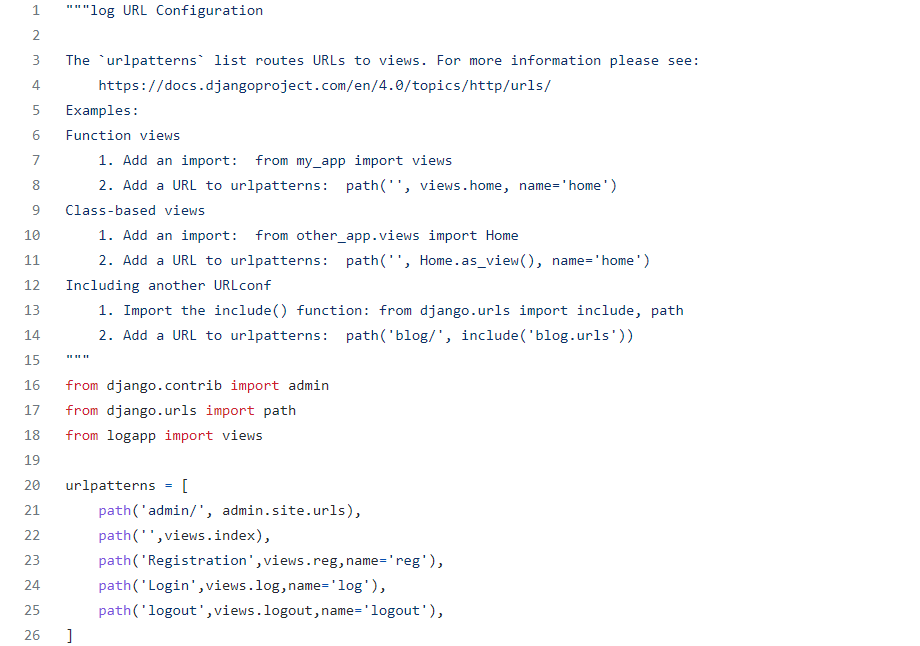 1 """log URL Configuration
2
3 The `urlpatterns` list routes URLs to views. For more information please see:
4     https://docs.djangoproject.com/en/4.0/topics/http/urls/
5 Examples:
6 Function views
7     1. Add an import:  from my_app import views
8     2. Add a URL to urlpatterns:  path('', views.home, name='home')
9 Class-based views
10     1. Add an import:  from other_app.views import Home
11     2. Add a URL to urlpatterns:  path('', Home.as_view(), name='home')
12 Including another URLconf
13     1. Import the include() function: from django.urls import include, path
14     2. Add a URL to urlpatterns:  path('blog/', include('blog.urls'))
15 """
16 from django.contrib import admin
17 from django.urls import path
18 from logapp import views
19
20 urlpatterns = [
21     path('admin/', admin.site.urls),
22     path('',views.index),
23     path('Registration',views.reg,name='reg'),
24     path('Login',views.log,name='log'),
25     path('logout',views.logout,name='logout'),
26 ]